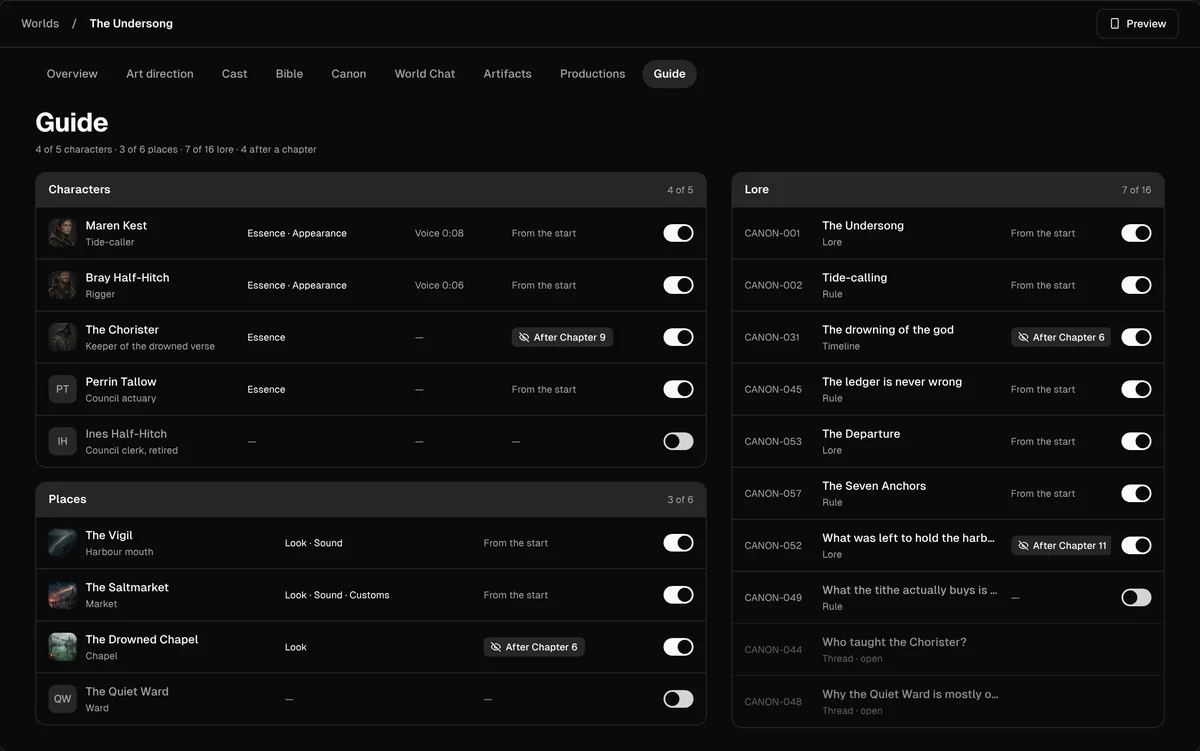 Worlds / The Undersong
Preview
Overview Art direction Cast Bible Canon World Chat Artifacts Productions Guide
Guide
4 of 5 characters · 3 of 6 places · 7 of 16 lore · 4 after a chapter
Characters 4 of 5
Maren Kest
Tide-caller
Essence · Appearance Voice 0:08 From the start
Bray Half-Hitch
Rigger
Essence · Appearance Voice 0:06 From the start
The Chorister
Keeper of the drowned verse
Essence — After Chapter 9
PT
Perrin Tallow
Council actuary
Essence — From the start
IH
Ines Half-Hitch
Council clerk, retired
— — —
Places 3 of 6
The Vigil
Harbour mouth
Look · Sound From the start
The Saltmarket
Market
Look · Sound · Customs From the start
The Drowned Chapel
Chapel
Look After Chapter 6
QW
The Quiet Ward
Ward
— —
Lore 7 of 16
CANON-001
The Undersong
Lore
From the start
CANON-002
Tide-calling
Rule
From the start
CANON-031
The drowning of the god
Timeline
After Chapter 6
CANON-045
The ledger is never wrong
Rule
From the start
CANON-053
The Departure
Lore
From the start
CANON-057
The Seven Anchors
Rule
From the start
CANON-052
What was left to hold the harb...
Lore
After Chapter 11
CANON-049
What the tithe actually buys is ...
Rule
—
CANON-044
Who taught the Chorister?
Thread · open
CANON-048
Why the Quiet Ward is mostly o...
Thread · open